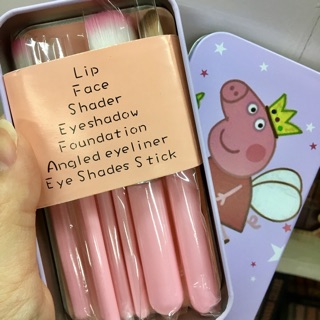 Lip
Face
Shader
Eyeshadow
Foundation
Angled eyeliner
Eye Shades Stick